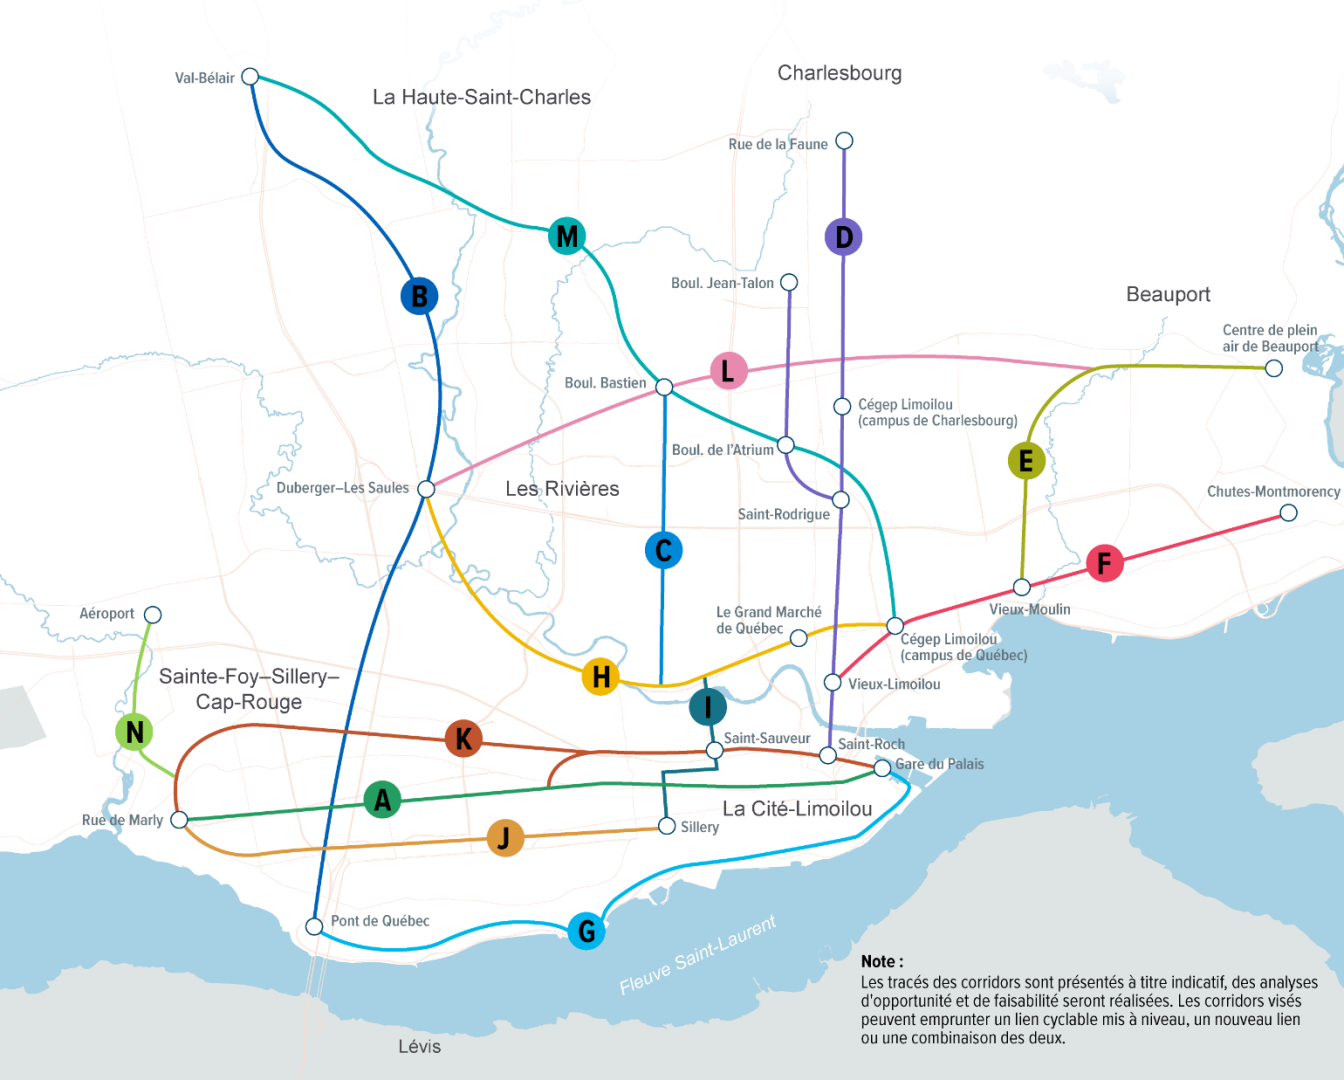 Charlesbourg
Val-Bélair
La Haute-Saint-Charles
Rue de la Faune
M
D
Boul. Jean-Talon
B
Beauport
Centre de plein
air de Beauport
L
Boul. Bastien
Cégep Limoilou
(campus de Charlesbourg)
Boul. de l'Atrium
E
Duberger–Les Saules
Les Rivières
Chutes-Montmorency
Saint-Rodrigue
C
F
Aéroport
Le Grand Marché
de Québec
Vieux-Moulin
Cégep Limoilou
(campus de Québec)
Sainte-Foy–Sillery–
Cap-Rouge
H
Vieux-Limoilou
I
N
K
Saint-Sauveur
Saint-Roch
Gare du Palais
A
La Cité-Limoilou
Rue de Marly
J
Sillery
Pont de Québec
G
Fleuve Saint-Laurent
Note :
Les tracés des corridors sont présentés à titre indicatif, des analyses
d'opportunité et de faisabilité seront réalisées. Les corridors visés
peuvent emprunter un lien cyclable mis à niveau, un nouveau lien
ou une combinaison des deux.
Lévis